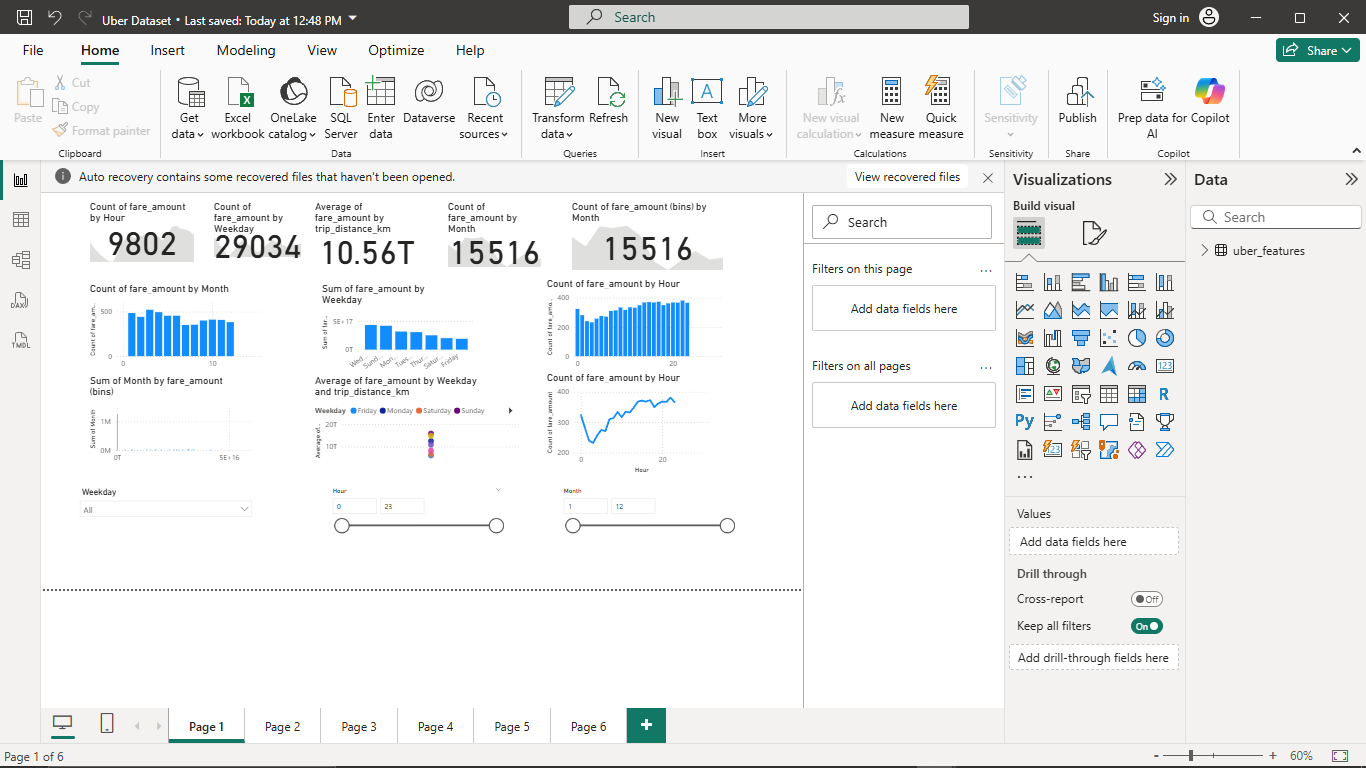 Uber Dataset • Last saved: Today at 12:48 PM
Search
Sign in
File
Home
Insert
Modeling
View
Optimize
Help
Share
Paste
Cut
Copy
Format painter
Clipboard
Get data
Excel workbook
OneLake catalog
SQL Server
Enter data
Dataverse
Recent sources
Data
Transform data
Refresh
Queries
New visual
Text box
More visuals
Insert
New visual calculation
New measure
Quick measure
Calculations
Sensitivity
Sensitivity
Publish
Share
Prep data for AI
Copilot
Copilot
Auto recovery contains some recovered files that haven't been opened.
View recovered files
Count of fare_amount
by Hour
9802
Count of
fare_amount by
Weekday
29034
Average of
fare_amount by
trip_distance_km
10.56T
Count of
fare_amount by
Month
15516
Count of fare_amount (bins) by
Month
15516
Count of fare_amount by Month
Count of fare_am...
500
0
0
10
Sum of fare_amount by
Weekday
Sum of far...
5E+17
0T
Wed...
Sund...
Mon...
Tues...
Thur...
Satur...
Friday
Count of fare_amount by Hour
Count of fare_amo...
400
200
0
0
20
Sum of Month by fare_amount
(bins)
Sum of Month
1M
0M
0T
5E+16
Average of fare_amount by Weekday
and trip_distance_km
Weekday
Friday
Monday
Saturday
Sunday
Average of...
20T
10T
Count of fare_amount by Hour
Count of fare_amount
400
300
200
0
20
Hour
Weekday
All
Hour
0
23
Month
1
12
Search
Filters on this page
...
Add data fields here
Filters on all pages
...
Add data fields here
Visualizations
Build visual
123
R
Py
123
...
Values
Add data fields here
Drill through
Cross-report
Off
Keep all filters
On
Add drill-through fields here
Data
Search
uber_features
DAX
TMDL
Page 1
Page 2
Page 3
Page 4
Page 5
Page 6
+
Page 1 of 6
-
+
60%